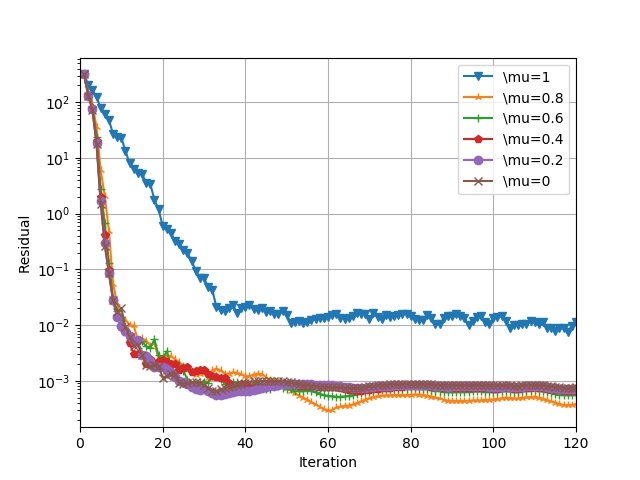 \mu=1
\mu=0.8
\mu=0.6
\mu=0.4
\mu=0.2
\mu=0
10²
10¹
10⁰
10⁻¹
10⁻²
10⁻³
Residual
0 20 40 60 80 100 120
Iteration